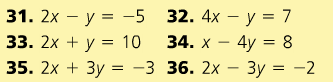 31. 2x − y = −5 32. 4x − y = 7
33. 2x + y = 10 34. x − 4y = 8
35. 2x + 3y = −3 36. 2x − 3y = −2